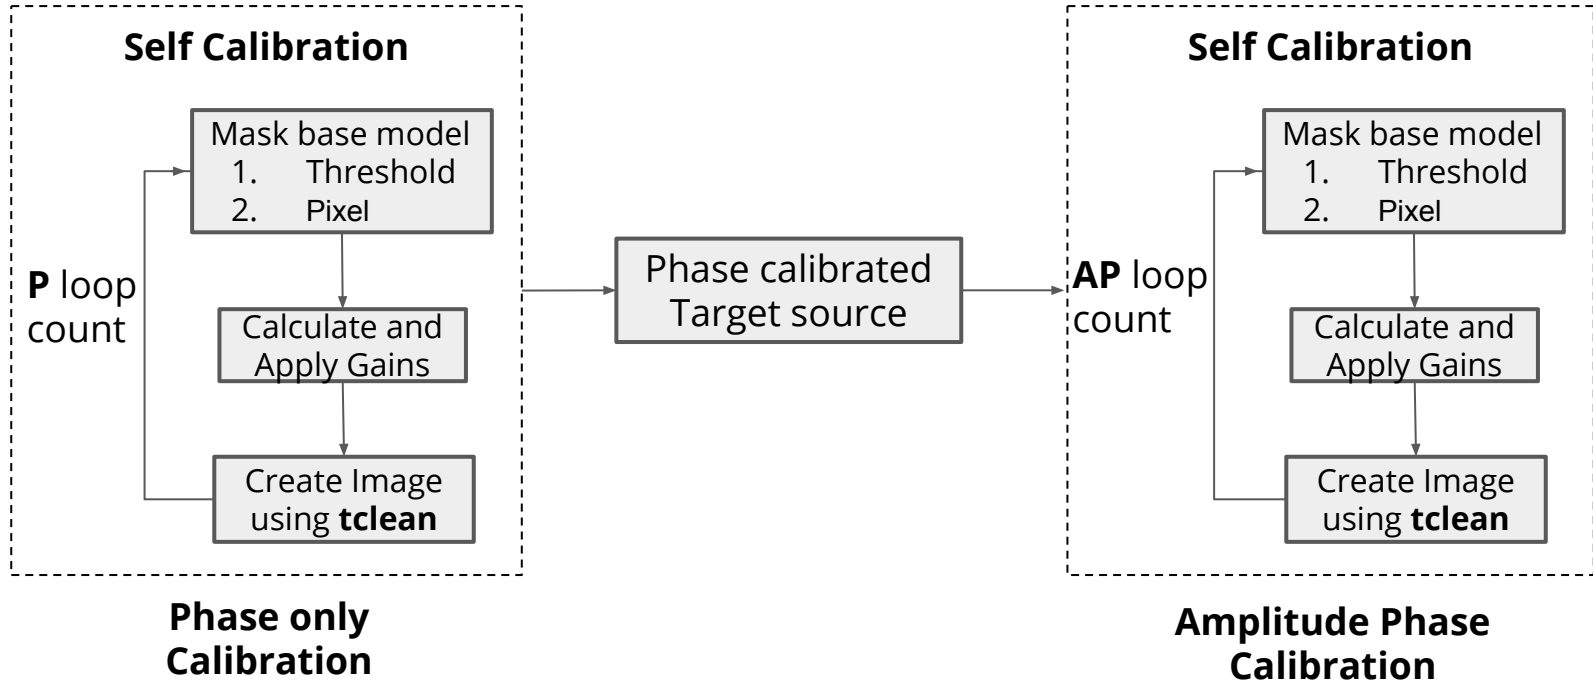 Self Calibration
Mask base model
1. Threshold
2. Pixel
P loop
count
Calculate and
Apply Gains
Create Image
using tclean
Phase only
Calibration
Phase calibrated
Target source
Self Calibration
Mask base model
1. Threshold
2. Pixel
AP loop
count
Calculate and
Apply Gains
Create Image
using tclean
Amplitude Phase
Calibration